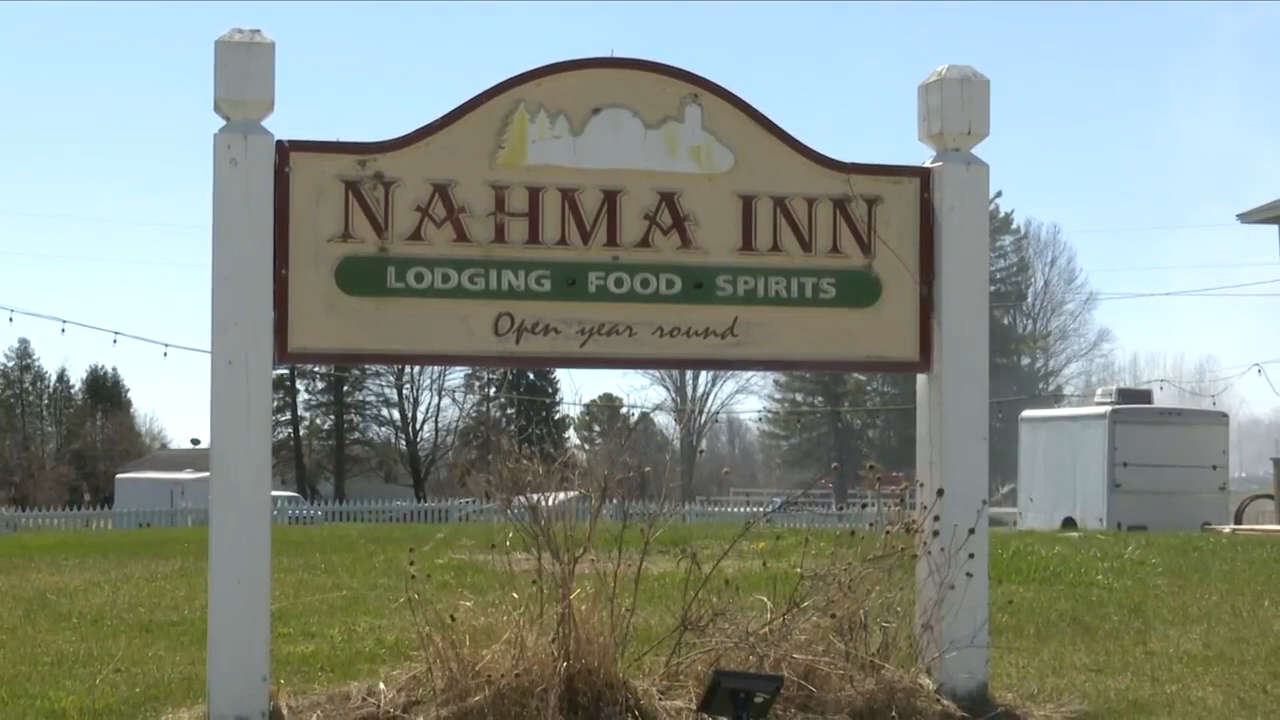 NAHMA INN
LODGING · FOOD · SPIRITS
Open year round